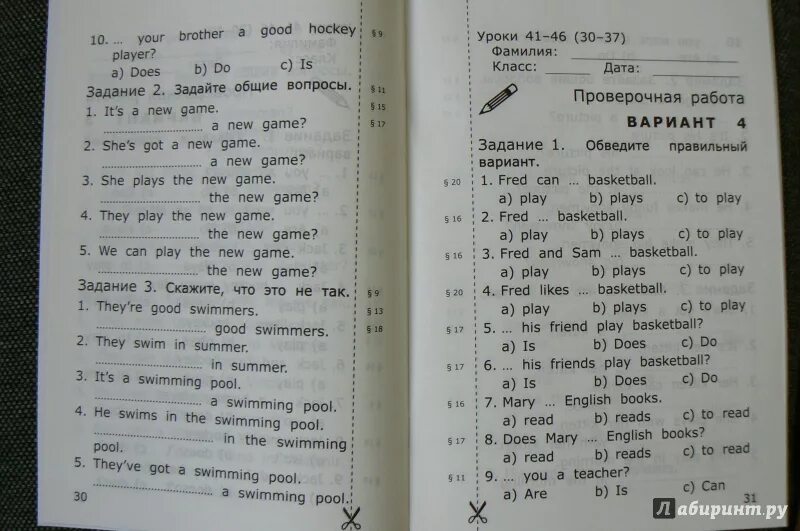 10. ... your brother a good hockey § 9
player?
a) Does b) Do c) Is
Задание 2. Задайте общие вопросы. § 11
1. It's a new game. § 15
a new game? § 17
2. She's got a new game.
a new game?
3. She plays the new game.
the new game?
4. They play the new game.
the new game?
5. We can play the new game.
the new game?
Задание 3. Скажите, что это не так. § 9
1. They're good swimmers. § 13
good swimmers. § 18
2. They swim in summer.
in summer.
3. It's a swimming pool.
a swimming pool.
4. He swims in the swimming pool.
in the swimming
pool.
5. They've got a swimming pool.
a swimming pool.
30
Уроки 41–46 (30–37)
Фамилия:
Класс: Дата:
Проверочная работа
ВАРИАНТ 4
Задание 1. Обведите правильный
вариант.
§ 20 1. Fred can ... basketball.
a) play b) plays c) to play
§ 16 2. Fred ... basketball.
a) play b) plays c) to play
§ 16 3. Fred and Sam ... basketball.
a) play b) plays c) to play
§ 20 4. Fred likes ... basketball.
a) play b) plays c) to play
§ 17 5. ... his friend play basketball?
a) Is b) Does c) Do
§ 17 6. ... his friends play basketball?
a) Is b) Does c) Do
§ 16 7. Mary ... English books.
a) read b) reads c) to read
§ 17 8. Does Mary ... English books?
a) read b) reads c) to read
§ 11 9. ... you a teacher?
a) Are b) Is c) Can
31
Лабиринт.ру